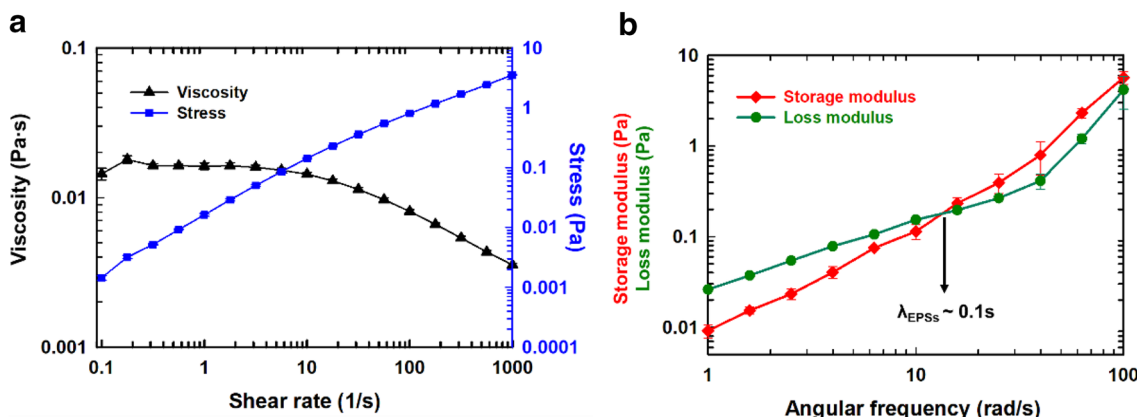 a
Viscosity (Pa·s)
0.1
0.01
0.001
Viscosity
Stress
10
1
0.1
0.01
0.001
0.0001
Stress (Pa)
0.1
1
10
100
1000
Shear rate (1/s)
b
Storage modulus (Pa)
Loss modulus (Pa)
10
1
0.1
0.01
Storage modulus
Loss modulus
λEPSs ~ 0.1s
1
10
100
Angular frequency (rad/s)